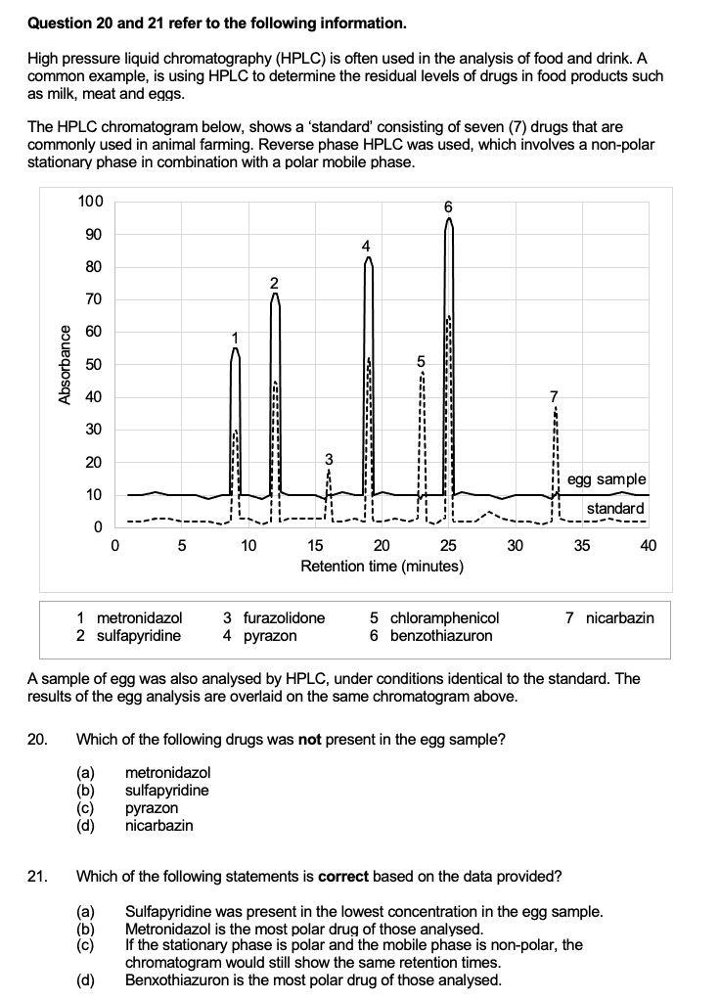 Question 20 and 21 refer to the following information.
High pressure liquid chromatography (HPLC) is often used in the analysis of food and drink. A
common example, is using HPLC to determine the residual levels of drugs in food products such
as milk, meat and eggs.
The HPLC chromatogram below, shows a ‘standard’ consisting of seven (7) drugs that are
commonly used in animal farming. Reverse phase HPLC was used, which involves a non-polar
stationary phase in combination with a polar mobile phase.
100
90
80
70
60
50
40
30
20
10
0
Absorbance
1
2
3
4
5
6
7
egg sample
standard
0 5 10 15 20 25 30 35 40
Retention time (minutes)
1 metronidazol 3 furazolidone 5 chloramphenicol 7 nicarbazin
2 sulfapyridine 4 pyrazon 6 benzothiazuron
A sample of egg was also analysed by HPLC, under conditions identical to the standard. The
results of the egg analysis are overlaid on the same chromatogram above.
20. Which of the following drugs was not present in the egg sample?
(a) metronidazol
(b) sulfapyridine
(c) pyrazon
(d) nicarbazin
21. Which of the following statements is correct based on the data provided?
(a) Sulfapyridine was present in the lowest concentration in the egg sample.
(b) Metronidazol is the most polar drug of those analysed.
(c) If the stationary phase is polar and the mobile phase is non-polar, the
chromatogram would still show the same retention times.
(d) Benxothiazuron is the most polar drug of those analysed.